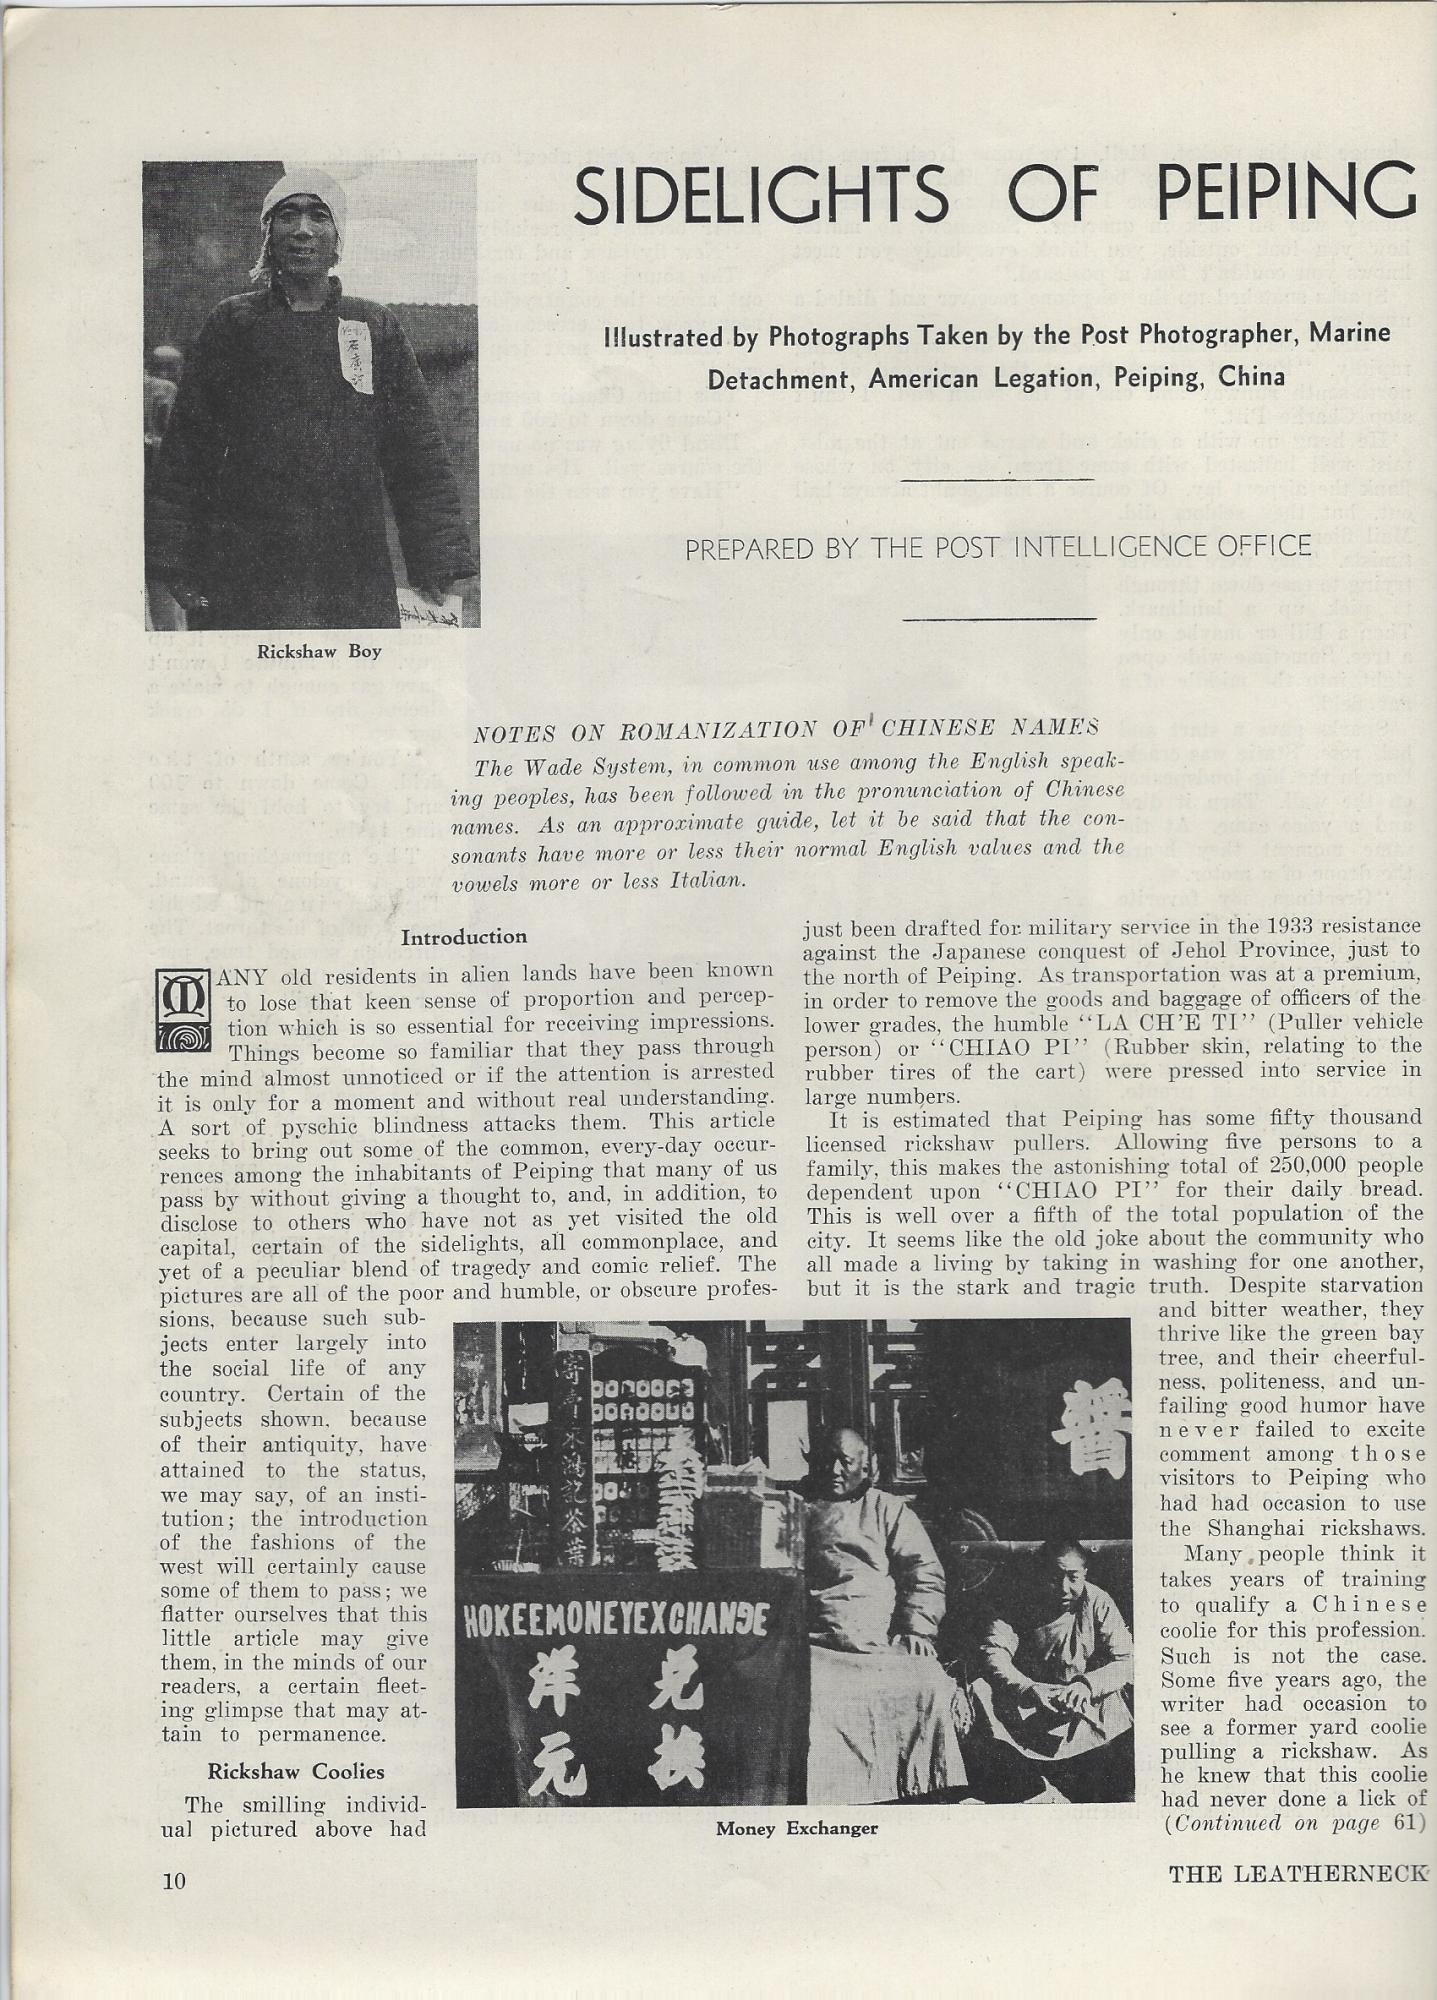 SIDELIGHTS OF PEIPING
Illustrated by Photographs Taken by the Post Photographer, Marine
Detachment, American Legation, Peiping, China
PREPARED BY THE POST INTELLIGENCE OFFICE
Rickshaw Boy
NOTES ON ROMANIZATION OF CHINESE NAMES
The Wade System, in common use among the English speak-
ing peoples, has been followed in the pronunciation of Chinese
names. As an approximate guide, let it be said that the con-
sonants have more or less their normal English values and the
vowels more or less Italian.
Introduction
MANY old residents in alien lands have been known
to lose that keen sense of proportion and percep-
tion which is so essential for receiving impressions.
Things become so familiar that they pass through
the mind almost unnoticed or if the attention is arrested
it is only for a moment and without real understanding.
A sort of pyschic blindness attacks them. This article
seeks to bring out some of the common, every-day occur-
rences among the inhabitants of Peiping that many of us
pass by without giving a thought to, and, in addition, to
disclose to others who have not as yet visited the old
capital, certain of the sidelights, all commonplace, and
yet of a peculiar blend of tragedy and comic relief. The
pictures are all of the poor and humble, or obscure profes-
sions, because such sub-
jects enter largely into
the social life of any
country. Certain of the
subjects shown, because
of their antiquity, have
attained to the status,
we may say, of an insti-
tution; the introduction
of the fashions of the
west will certainly cause
some of them to pass; we
flatter ourselves that this
little article may give
them, in the minds of our
readers, a certain fleet-
ing glimpse that may at-
tain to permanence.
Rickshaw Coolies
The smilling individ-
ual pictured above had
just been drafted for military service in the 1933 resistance
against the Japanese conquest of Jehol Province, just to
the north of Peiping. As transportation was at a premium,
in order to remove the goods and baggage of officers of the
lower grades, the humble "LA CH'E TI" (Puller vehicle
person) or "CHIAO PI" (Rubber skin, relating to the
rubber tires of the cart) were pressed into service in
large numbers.
It is estimated that Peiping has some fifty thousand
licensed rickshaw pullers. Allowing five persons to a
family, this makes the astonishing total of 250,000 people
dependent upon "CHIAO PI" for their daily bread.
This is well over a fifth of the total population of the
city. It seems like the old joke about the community who
all made a living by taking in washing for one another,
but it is the stark and tragic truth. Despite starvation
and bitter weather, they
thrive like the green bay
tree, and their cheerful-
ness, politeness, and un-
failing good humor have
never failed to excite
comment among those
visitors to Peiping who
had had occasion to use
the Shanghai rickshaws.
Many people think it
takes years of training
to qualify a Chinese
coolie for this profession.
Such is not the case.
Some five years ago, the
writer had occasion to
see a former yard coolie
pulling a rickshaw. As
he knew that this coolie
had never done a lick of
(Continued on page 61)
HOKEEMONEYEXCHANGE
洋 兌
元 换
Money Exchanger
10
THE LEATHERNECK